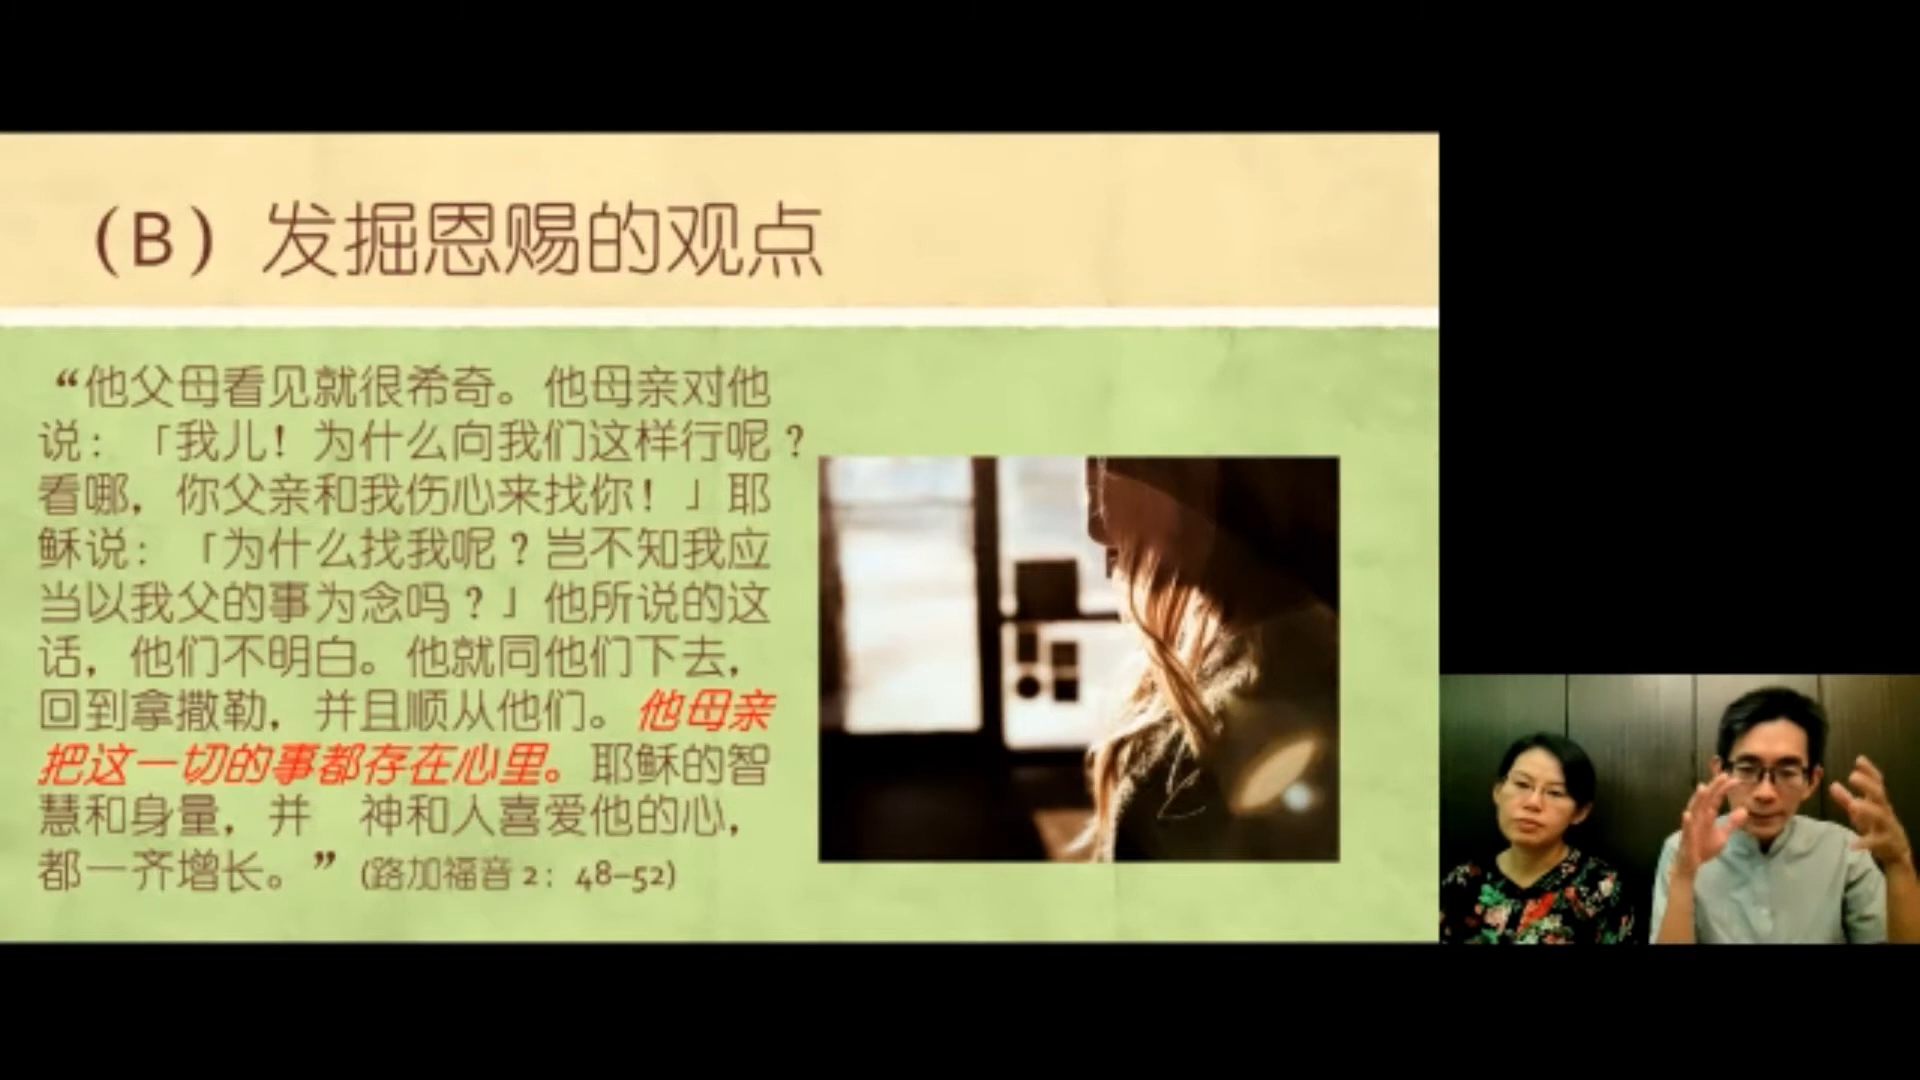 （B）发掘恩赐的观点
“他父母看见就很希奇。他母亲对他
说：「我儿！为什么向我们这样行呢？
看哪，你父亲和我伤心来找你！」耶
稣说：「为什么找我呢？岂不知我应
当以我父的事为念吗？」他所说的这
话，他们不明白。他就同他们下去，
回到拿撒勒，并且顺从他们。他母亲
把这一切的事都存在心里。耶稣的智
慧和身量，并　神和人喜爱他的心，
都一齐增长。”（路加福音 2：48–52）